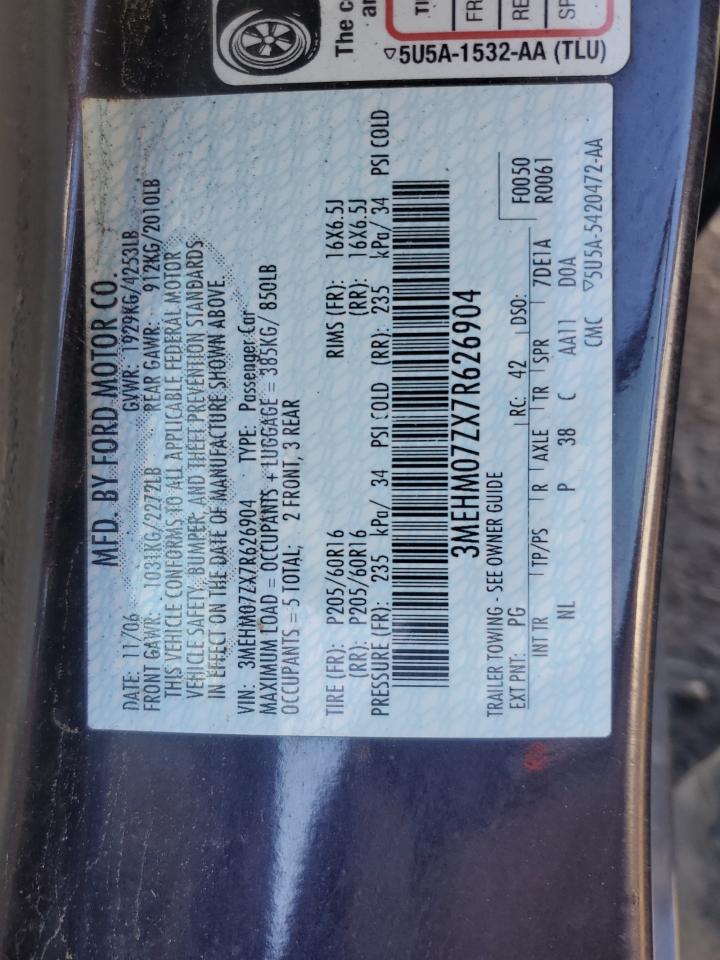 The c
an
TI
FR
RE
SP
▽5U5A-1532-AA (TLU)
MFD. BY FORD MOTOR CO.
DATE: 11/06 GVWR: 1929KG/4253LB
FRONT GAWR: 1031KG/2272LB REAR GAWR: 912KG/2010LB
THIS VEHICLE CONFORMS TO ALL APPLICABLE FEDERAL MOTOR
VEHICLE SAFETY, BUMPER, AND THEFT PREVENTION STANDARDS
IN EFFECT ON THE DATE OF MANUFACTURE SHOWN ABOVE.
VIN: 3MEHM07ZX7R626904 TYPE: Passenger Car
MAXIMUM LOAD = OCCUPANTS + LUGGAGE = 385KG/ 850LB
OCCUPANTS = 5 TOTAL; 2 FRONT, 3 REAR
TIRE (FR): P205/60R16 RIMS (FR): 16X6.5J
(RR): P205/60R16 (RR): 16X6.5J
PRESSURE (FR): 235 kPa/ 34 PSI COLD (RR): 235 kPa/ 34 PSI COLD
3MEHM07ZX7R626904
TRAILER TOWING - SEE OWNER GUIDE F0050
EXT PNT: PG RC: 42 DSO: R0061
INT TR TP/PS R AXLE TR SPR 7DE1A
NL P 38 C AA11 D0A
CMC ▽5U5A-5420472-AA